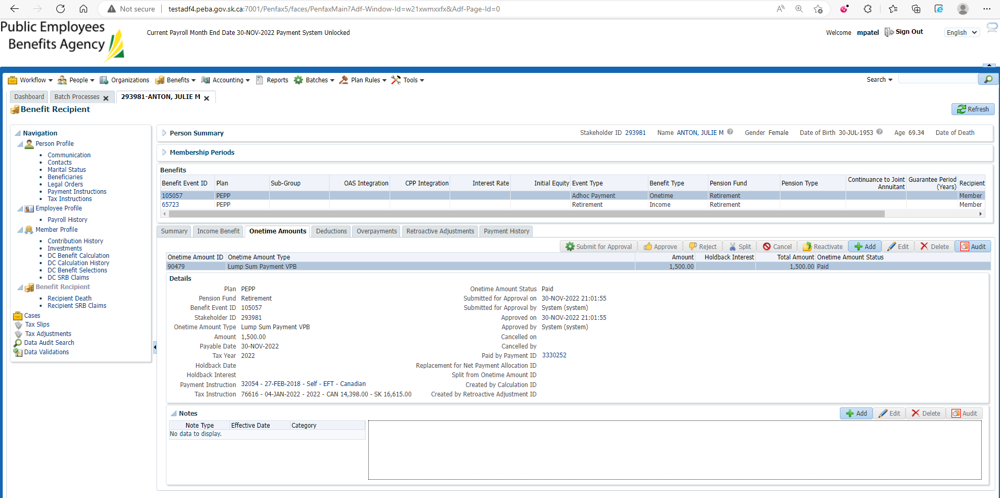 Not secure | testadf4.peba.gov.sk.ca:7001/Penfax5/faces/PenfaxMain?Adf-Window-Id=w21xwmxxfx&Adf-Page-Id=0
Public Employees
Benefits Agency
Current Payroll Month End Date 30-NOV-2022 Payment System Unlocked
Welcome mpatel Sign Out English
Workflow People Organizations Benefits Accounting Reports Batches Plan Rules Tools Search
Dashboard Batch Processes 293981-ANTON, JULIE M
Benefit Recipient
Refresh
Navigation
Person Profile
Communication
Contacts
Marital Status
Beneficiaries
Legal Orders
Payment Instructions
Tax Instructions
Employee Profile
Payroll History
Member Profile
Contribution History
Investments
DC Benefit Calculation
DC Calculation History
DC Benefit Selections
DC SRB Claims
Benefit Recipient
Recipient Death
Recipient SRB Claims
Cases
Tax Slips
Tax Adjustments
Data Audit Search
Data Validations
Person Summary Stakeholder ID 293981 Name ANTON, JULIE M Gender Female Date of Birth 30-JUL-1953 Age 69.34 Date of Death
Membership Periods
Benefits
Benefit Event ID Plan Sub-Group OAS Integration CPP Integration Interest Rate Initial Equity Event Type Benefit Type Pension Fund Pension Type Continuance to Joint Annuitant Guarantee Period (Years) Recipient
105057 PEPP Adhoc Payment Onetime Retirement Member
65723 PEPP Retirement Income Retirement Member
Summary Income Benefit Onetime Amounts Deductions Overpayments Retroactive Adjustments Payment History
Submit for Approval Approve Reject Split Cancel Reactivate Add Edit Delete Audit
Onetime Amount ID Onetime Amount Type Amount Holdback Interest Total Amount Onetime Amount Status
90479 Lump Sum Payment VPB 1,500.00 1,500.00 Paid
Details
Plan PEPP
Pension Fund Retirement
Benefit Event ID 105057
Stakeholder ID 293981
Onetime Amount Type Lump Sum Payment VPB
Amount 1,500.00
Payable Date 30-NOV-2022
Tax Year 2022
Holdback Date
Holdback Interest
Payment Instruction 32054 - 27-FEB-2018 - Self - EFT - Canadian
Tax Instruction 76616 - 04-JAN-2022 - 2022 - CAN 14,398.00 - SK 16,615.00
Onetime Amount Status Paid
Submitted for Approval on 30-NOV-2022 21:01:55
Submitted for Approval by System (system)
Approved on 30-NOV-2022 21:01:55
Approved by System (system)
Cancelled on
Cancelled by
Paid by Payment ID 3330252
Replacement for Net Payment Allocation ID
Split from Onetime Amount ID
Created by Calculation ID
Created by Retroactive Adjustment ID
Notes
Add Edit Delete Audit
Note Type Effective Date Category
No data to display.